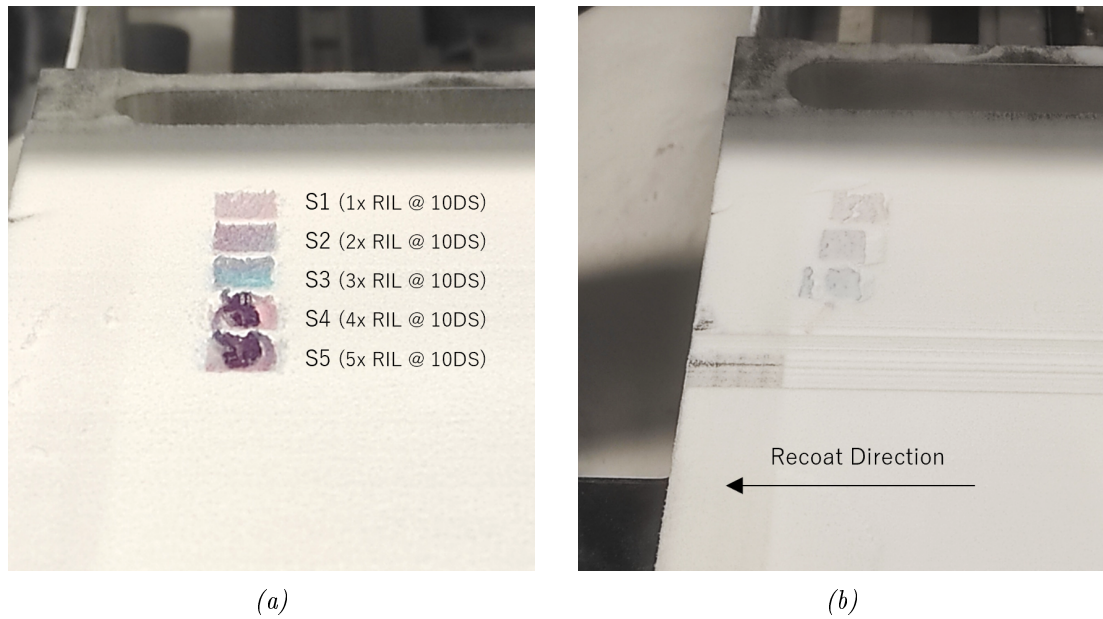 S1 (1x RIL @ 10DS)
S2 (2x RIL @ 10DS)
S3 (3x RIL @ 10DS)
S4 (4x RIL @ 10DS)
S5 (5x RIL @ 10DS)
Recoat Direction
(a)
(b)